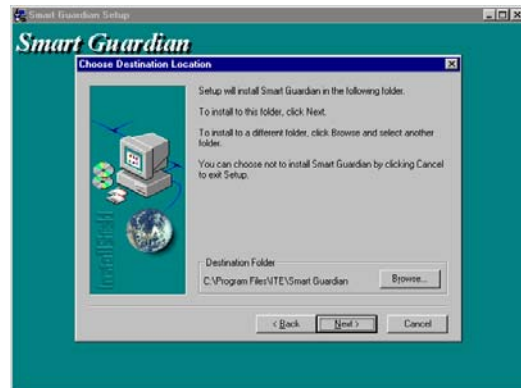 Smart Guardian Setup
Smart Guardian
Choose Destination Location
Setup will install Smart Guardian in the following folder.
To install to this folder, click Next.
To install to a different folder, click Browse and select another
folder.
You can choose not to install Smart Guardian by clicking Cancel
to exit Setup.
InstallShield
Destination Folder
C:\Program Files\ITE\Smart Guardian
Browse...
< Back
Next >
Cancel